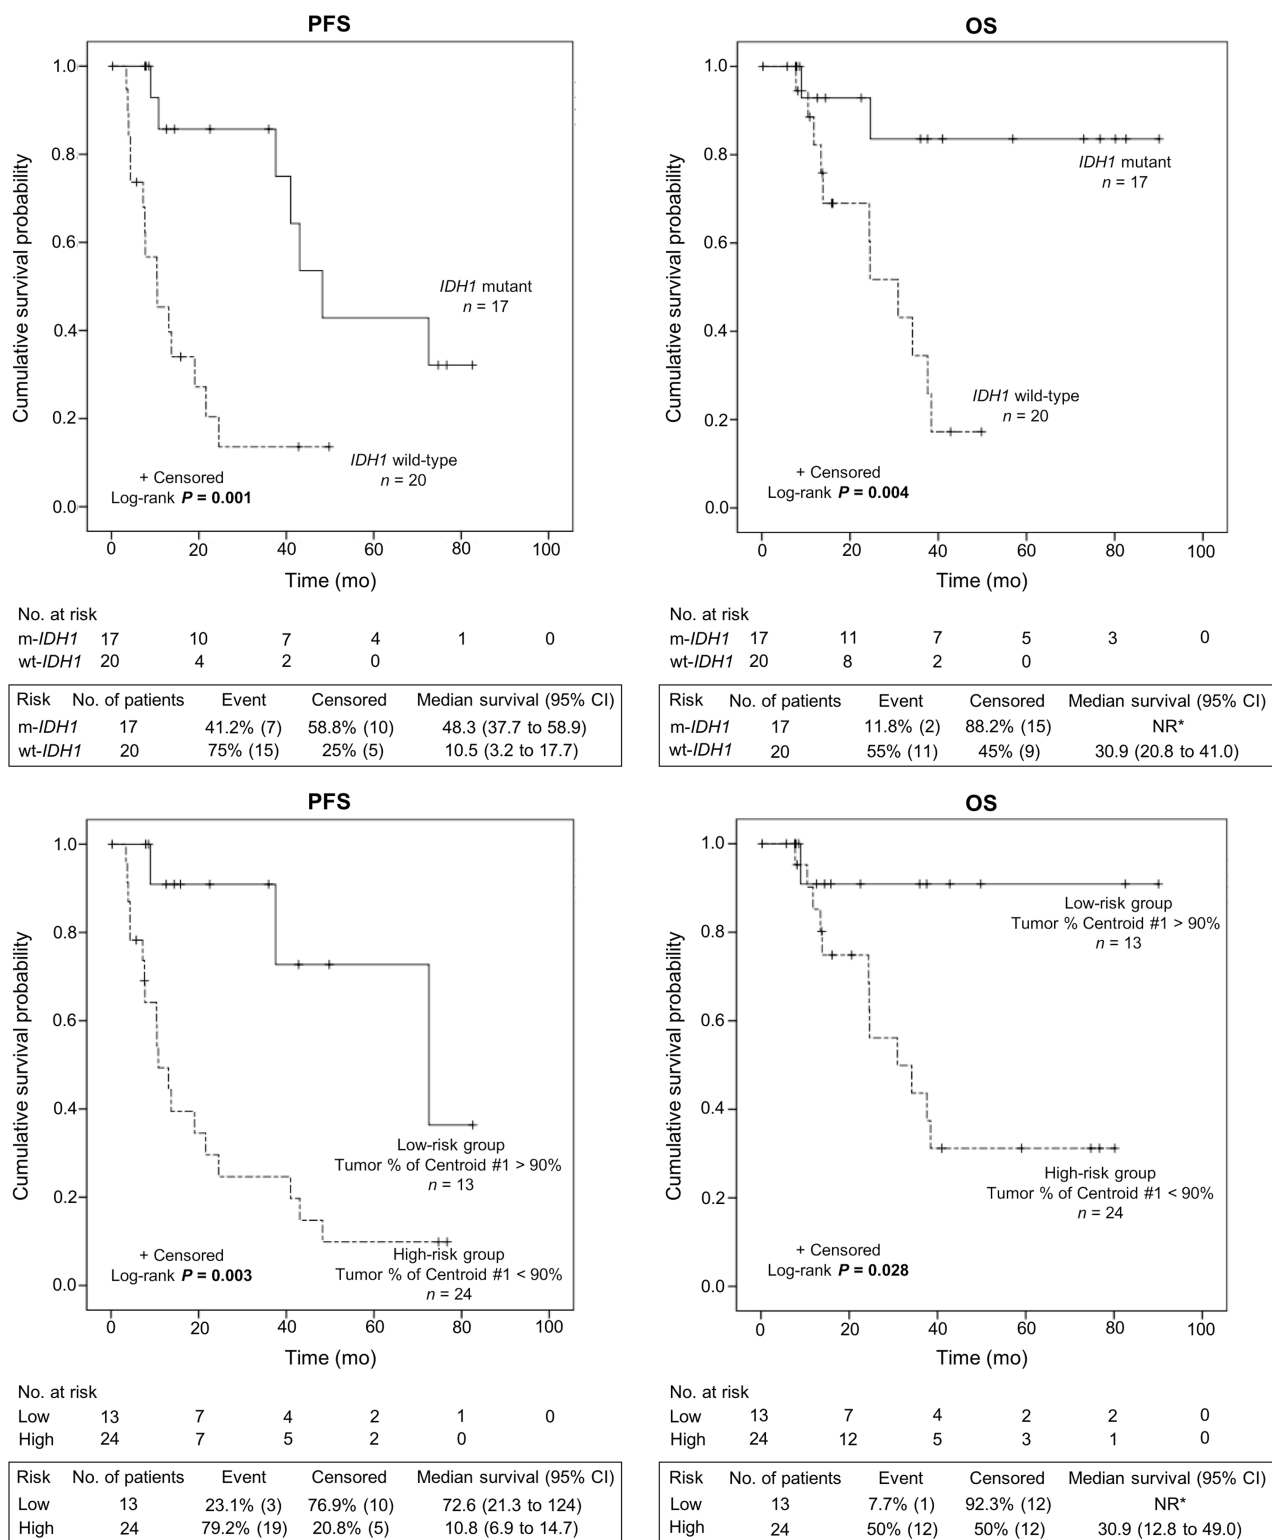 PFS
1.0
0.8
0.6
0.4
0.2
0.0
Cumulative survival probability
IDH1 mutant
n = 17
IDH1 wild-type
n = 20
+ Censored
Log-rank P = 0.001
0 20 40 60 80 100
Time (mo)
No. at risk
m-IDH1 17 10 7 4 1 0
wt-IDH1 20 4 2 0
Risk No. of patients Event Censored Median survival (95% CI)
m-IDH1 17 41.2% (7) 58.8% (10) 48.3 (37.7 to 58.9)
wt-IDH1 20 75% (15) 25% (5) 10.5 (3.2 to 17.7)
OS
1.0
0.8
0.6
0.4
0.2
0.0
Cumulative survival probability
IDH1 mutant
n = 17
IDH1 wild-type
n = 20
+ Censored
Log-rank P = 0.004
0 20 40 60 80 100
Time (mo)
No. at risk
m-IDH1 17 11 7 5 3 0
wt-IDH1 20 8 2 0
Risk No. of patients Event Censored Median survival (95% CI)
m-IDH1 17 11.8% (2) 88.2% (15) NR*
wt-IDH1 20 55% (11) 45% (9) 30.9 (20.8 to 41.0)
PFS
1.0
0.8
0.6
0.4
0.2
0.0
Cumulative survival probability
Low-risk group
Tumor % of Centroid #1 > 90%
n = 13
High-risk group
Tumor % of Centroid #1 < 90%
n = 24
+ Censored
Log-rank P = 0.003
0 20 40 60 80 100
Time (mo)
No. at risk
Low 13 7 4 2 1 0
High 24 7 5 2 0
Risk No. of patients Event Censored Median survival (95% CI)
Low 13 23.1% (3) 76.9% (10) 72.6 (21.3 to 124)
High 24 79.2% (19) 20.8% (5) 10.8 (6.9 to 14.7)
OS
1.0
0.8
0.6
0.4
0.2
0.0
Cumulative survival probability
Low-risk group
Tumor % Centroid #1 > 90%
n = 13
High-risk group
Tumor % of Centroid #1 < 90%
n = 24
+ Censored
Log-rank P = 0.028
0 20 40 60 80 100
Time (mo)
No. at risk
Low 13 7 4 2 2 0
High 24 12 5 3 1 0
Risk No. of patients Event Censored Median survival (95% CI)
Low 13 7.7% (1) 92.3% (12) NR*
High 24 50% (12) 50% (12) 30.9 (12.8 to 49.0)